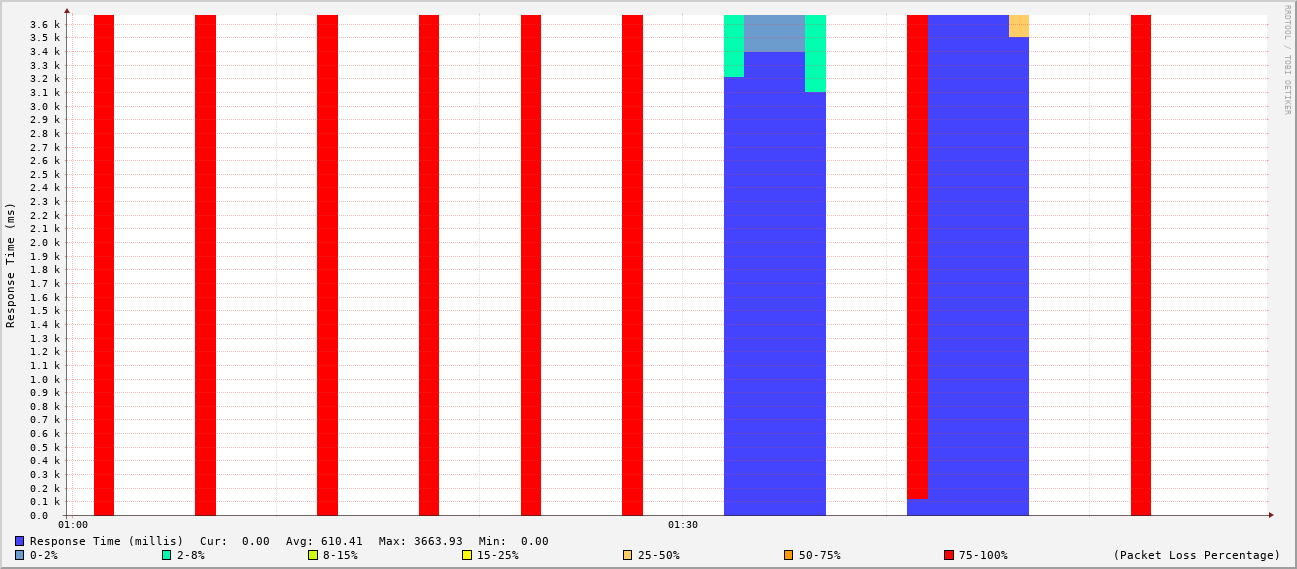 3.6 k
3.5 k
3.4 k
3.3 k
3.2 k
3.1 k
3.0 k
2.9 k
2.8 k
2.7 k
2.6 k
2.5 k
2.4 k
2.3 k
2.2 k
2.1 k
2.0 k
1.9 k
1.8 k
1.7 k
1.6 k
1.5 k
1.4 k
1.3 k
1.2 k
1.1 k
1.0 k
0.9 k
0.8 k
0.7 k
0.6 k
0.5 k
0.4 k
0.3 k
0.2 k
0.1 k
0.0
Response Time (ms)
RRDTOOL / TOBI OETIKER
01:00 01:30
Response Time (millis) Cur: 0.00 Avg: 610.41 Max: 3663.93 Min: 0.00
0-2% 2-8% 8-15% 15-25% 25-50% 50-75% 75-100% (Packet Loss Percentage)